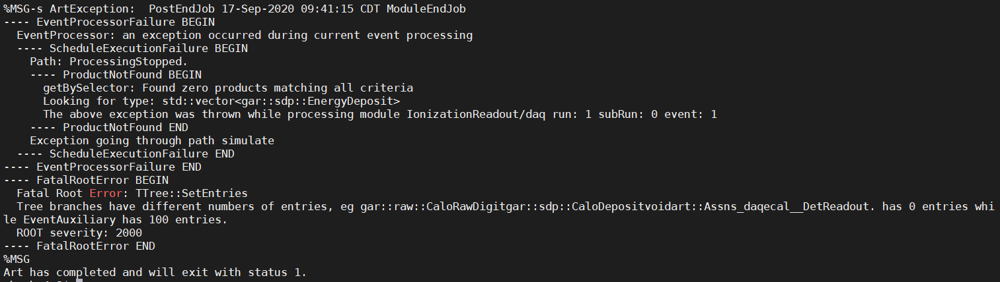 %MSG-s ArtException:  PostEndJob 17-Sep-2020 09:41:15 CDT ModuleEndJob
---- EventProcessorFailure BEGIN
  EventProcessor: an exception occurred during current event processing
  ---- ScheduleExecutionFailure BEGIN
    Path: ProcessingStopped.
    ---- ProductNotFound BEGIN
      getBySelector: Found zero products matching all criteria
      Looking for type: std::vector<gar::sdp::EnergyDeposit>
      The above exception was thrown while processing module IonizationReadout/daq run: 1 subRun: 0 event: 1
    ---- ProductNotFound END
    Exception going through path simulate
  ---- ScheduleExecutionFailure END
---- EventProcessorFailure END
---- FatalRootError BEGIN
  Fatal Root Error: TTree::SetEntries
  Tree branches have different numbers of entries, eg gar::raw::CaloRawDigitgar::sdp::CaloDepositvoidart::Assns_daqecal__DetReadout. has 0 entries whi
le EventAuxiliary has 100 entries.
  ROOT severity: 2000
---- FatalRootError END
%MSG
Art has completed and will exit with status 1.